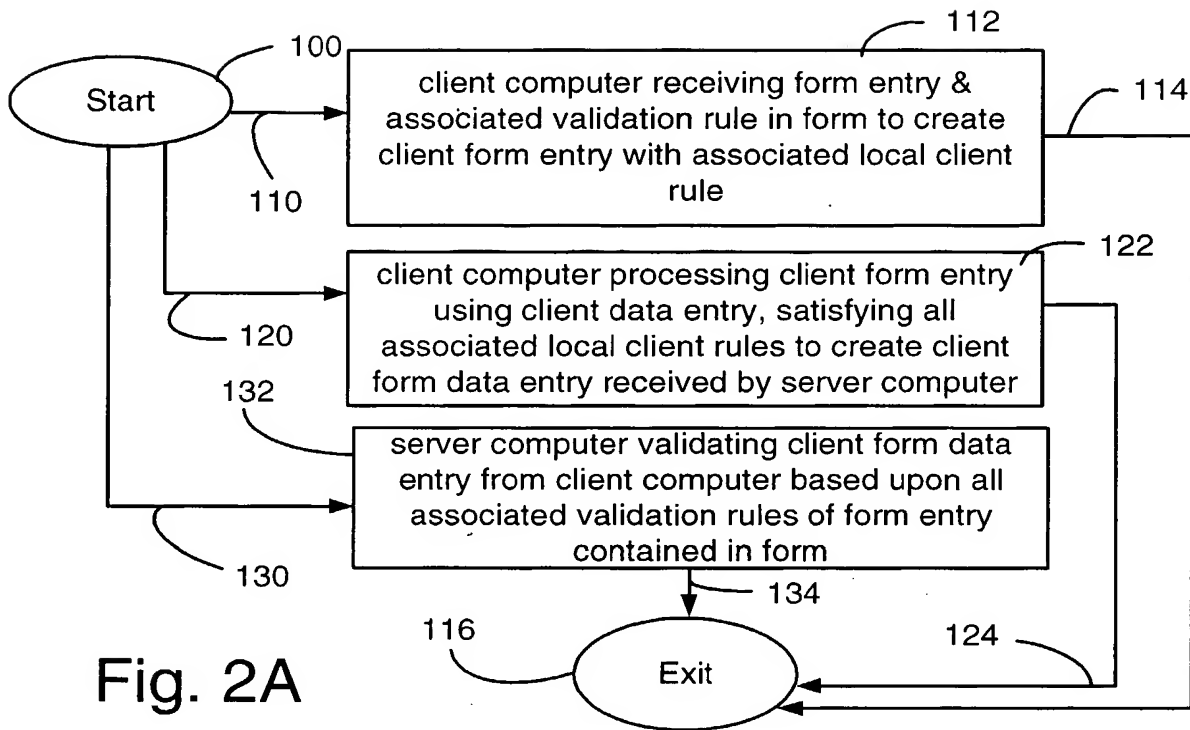 112
100
Start
client computer receiving form entry &
associated validation rule in form to create
client form entry with associated local client
rule
114
110
122
client computer processing client form entry
using client data entry, satisfying all
associated local client rules to create client
form data entry received by server computer
120
132
server computer validating client form data
entry from client computer based upon all
associated validation rules of form entry
contained in form
130
134
116
Exit
124
Fig. 2A